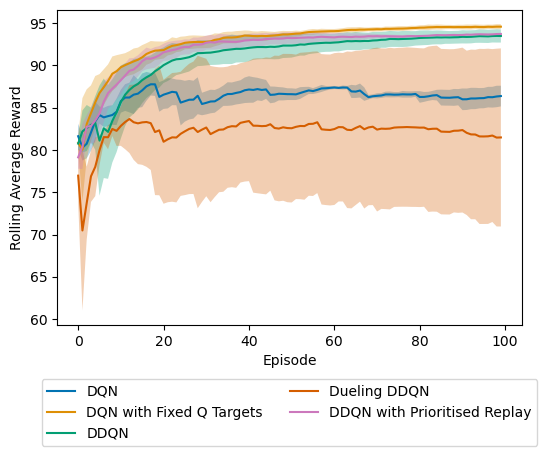 95
90
85
80
75
70
65
60
Rolling Average Reward
0 20 40 60 80 100
Episode
DQN
DQN with Fixed Q Targets
DDQN
Dueling DDQN
DDQN with Prioritised Replay